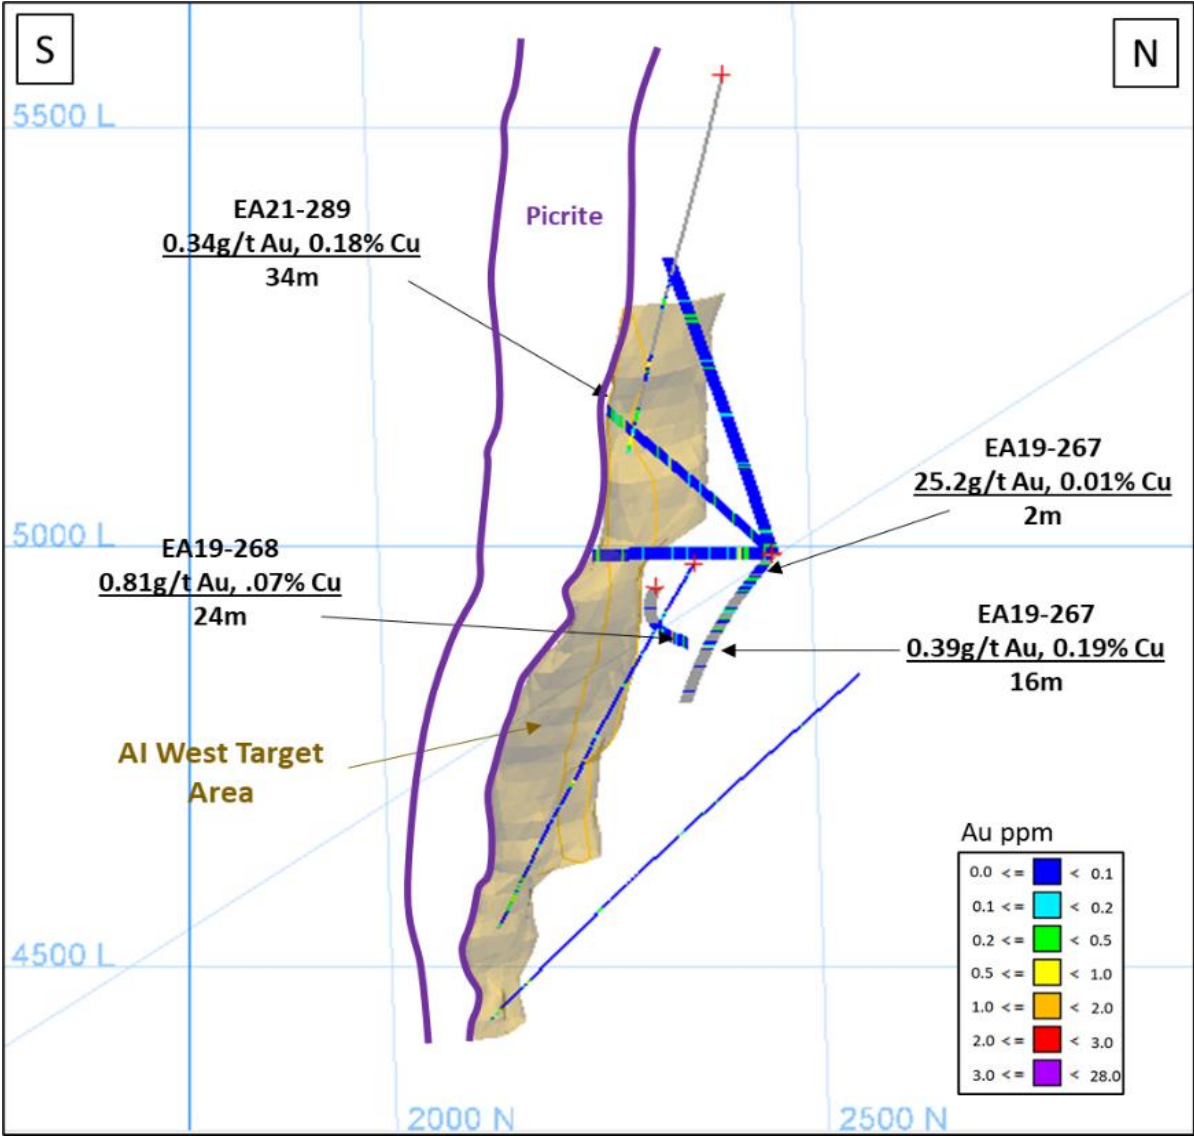 S
N
5500 L
EA21-289
0.34g/t Au, 0.18% Cu
34m
Picrite
EA19-267
25.2g/t Au, 0.01% Cu
2m
5000 L
EA19-268
0.81g/t Au, .07% Cu
24m
EA19-267
0.39g/t Au, 0.19% Cu
16m
AI West Target
Area
Au ppm
0.0 <= < 0.1
0.1 <= < 0.2
0.2 <= < 0.5
0.5 <= < 1.0
1.0 <= < 2.0
2.0 <= < 3.0
3.0 <= < 28.0
4500 L
2000 N
2500 N